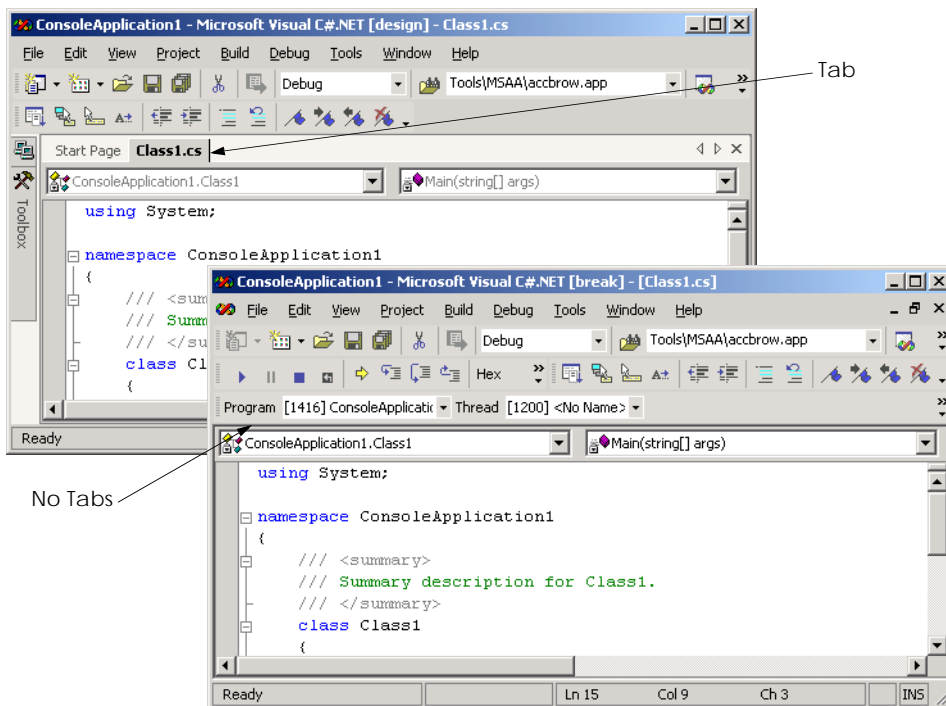 ConsoleApplication1 - Microsoft Visual C#.NET [design] - Class1.cs
File Edit View Project Build Debug Tools Window Help
Debug Tools\MSAA\accbrow.app
Tab
Start Page Class1.cs
ConsoleApplication1.Class1 Main(string[] args)
Toolbox
using System;
namespace ConsoleApplication1
{
/// <sum
/// Summ
/// </su
class Cl
{
Ready
No Tabs
ConsoleApplication1 - Microsoft Visual C#.NET [break] - [Class1.cs]
File Edit View Project Build Debug Tools Window Help
Debug Tools\MSAA\accbrow.app
Hex
Program [1416] ConsoleApplicatic Thread [1200] <No Name>
ConsoleApplication1.Class1 Main(string[] args)
using System;
namespace ConsoleApplication1
{
/// <summary>
/// Summary description for Class1.
/// </summary>
class Class1
{
Ready Ln 15 Col 9 Ch 3 INS